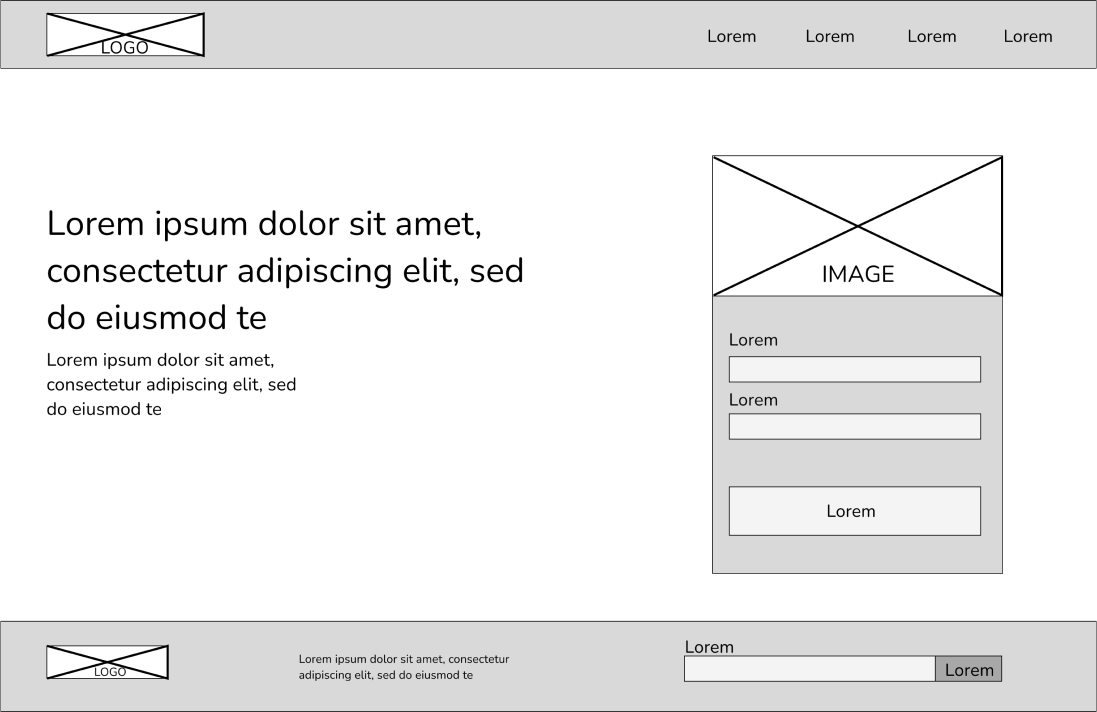 LOGO
Lorem
Lorem
Lorem
Lorem
Lorem ipsum dolor sit amet,
consectetur adipiscing elit, sed
do eiusmod te
Lorem ipsum dolor sit amet,
consectetur adipiscing elit, sed
do eiusmod te
IMAGE
Lorem
Lorem
Lorem
LOGO
Lorem ipsum dolor sit amet, consectetur
adipiscing elit, sed do eiusmod te
Lorem
Lorem